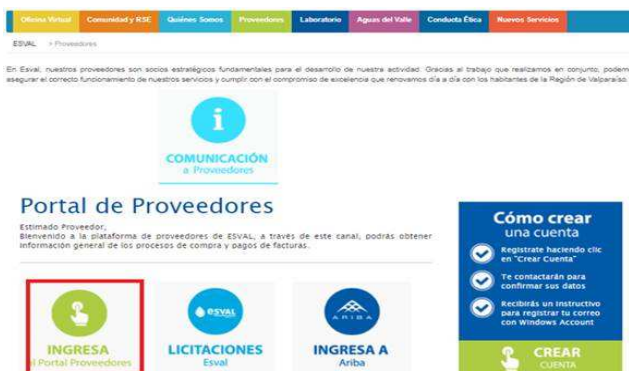 Oficina Virtual Comunidad y RSE Quiénes Somos Proveedores Laboratorio Aguas del Valle Conducta Ética Nuevos Servicios
ESVAL > Proveedores
En Esval, nuestros proveedores son socios estratégicos fundamentales para el desarrollo de nuestra actividad. Gracias al trabajo que realizamos en conjunto, podem
asegurar el correcto funcionamiento de nuestros servicios y cumplir con el compromiso de excelencia que renovamos día a día con los habitantes de la Región de Valparaíso.
i
COMUNICACIÓN
a Proveedores
Portal de Proveedores
Estimado Proveedor,
Bienvenido a la plataforma de proveedores de ESVAL, a través de este canal, podrás obtener
información general de los procesos de compra y pagos de facturas.
Cómo crear
una cuenta
Registrate haciendo clic
en "Crear Cuenta"
Te contactarán para
confirmar sus datos
Recibirás un instructivo
para registrar tu correo
con Windows Account
CREAR
CUENTA
INGRESA
al Portal Proveedores
esval
LICITACIONES
Esval
ARIBA
INGRESA A
Ariba